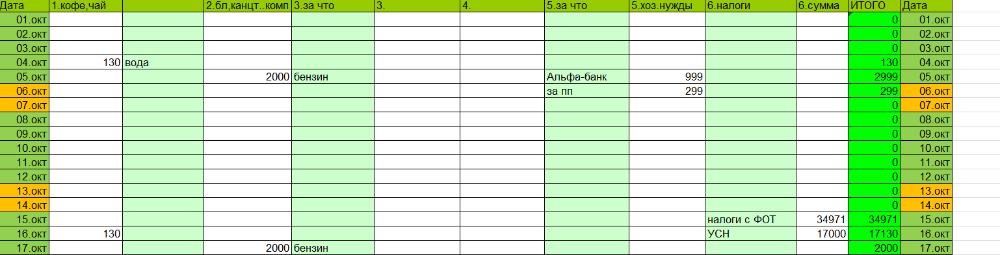 Дата 1.кофе,чай 2.бл,канцт..комп 3.за что 3. 4. 5.за что 5.хоз.нужды 6.налоги 6.сумма ИТОГО Дата
01.окт 0 01.окт
02.окт 0 02.окт
03.окт 0 03.окт
04.окт 130 вода 130 04.окт
05.окт 2000 бензин Альфа-банк 999 2999 05.окт
06.окт за пп 299 299 06.окт
07.окт 0 07.окт
08.окт 0 08.окт
09.окт 0 09.окт
10.окт 0 10.окт
11.окт 0 11.окт
12.окт 0 12.окт
13.окт 0 13.окт
14.окт 0 14.окт
15.окт налоги с ФОТ 34971 34971 15.окт
16.окт 130 УСН 17000 17130 16.окт
17.окт 2000 бензин 2000 17.окт